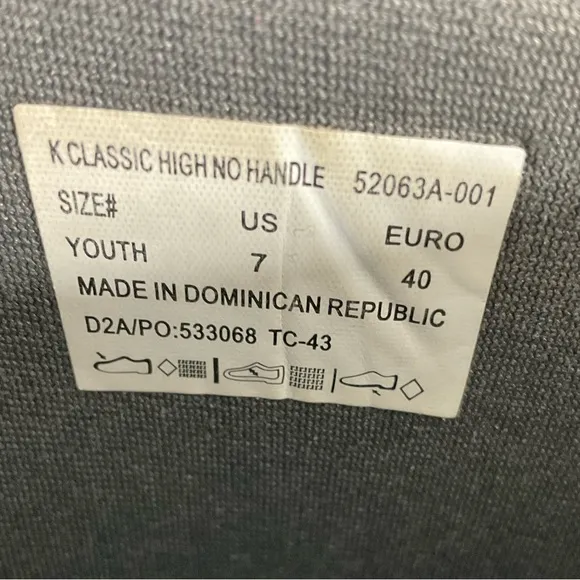 K CLASSIC HIGH NO HANDLE 52063A-001
SIZE# US EURO
YOUTH 7 40
MADE IN DOMINICAN REPUBLIC
D2A/PO:533068 TC-43